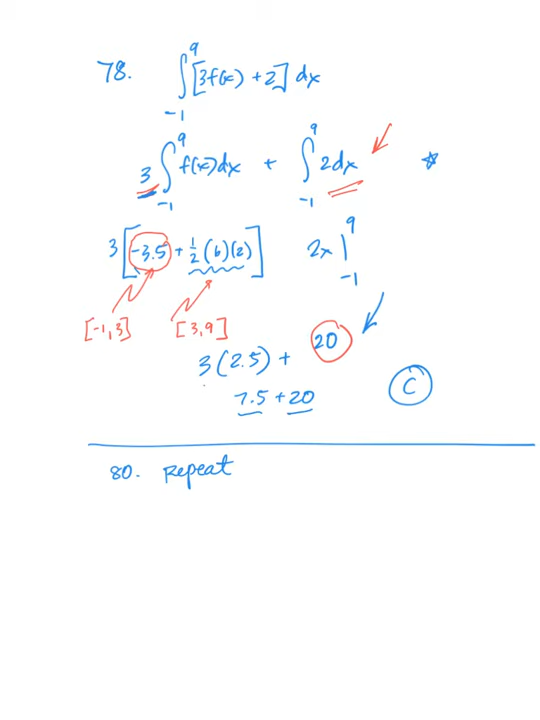 78. ∫₋₁⁹ [3f(x) + 2] dx
3 ∫₋₁⁹ f(x)dx + ∫₋₁⁹ 2dx ☆
3[-3.5 + 1/2 (6)(2)] 2x |₋₁⁹
[-1,3] [3,9]
3(2.5) + 20
7.5 + 20 C
80. Repeat